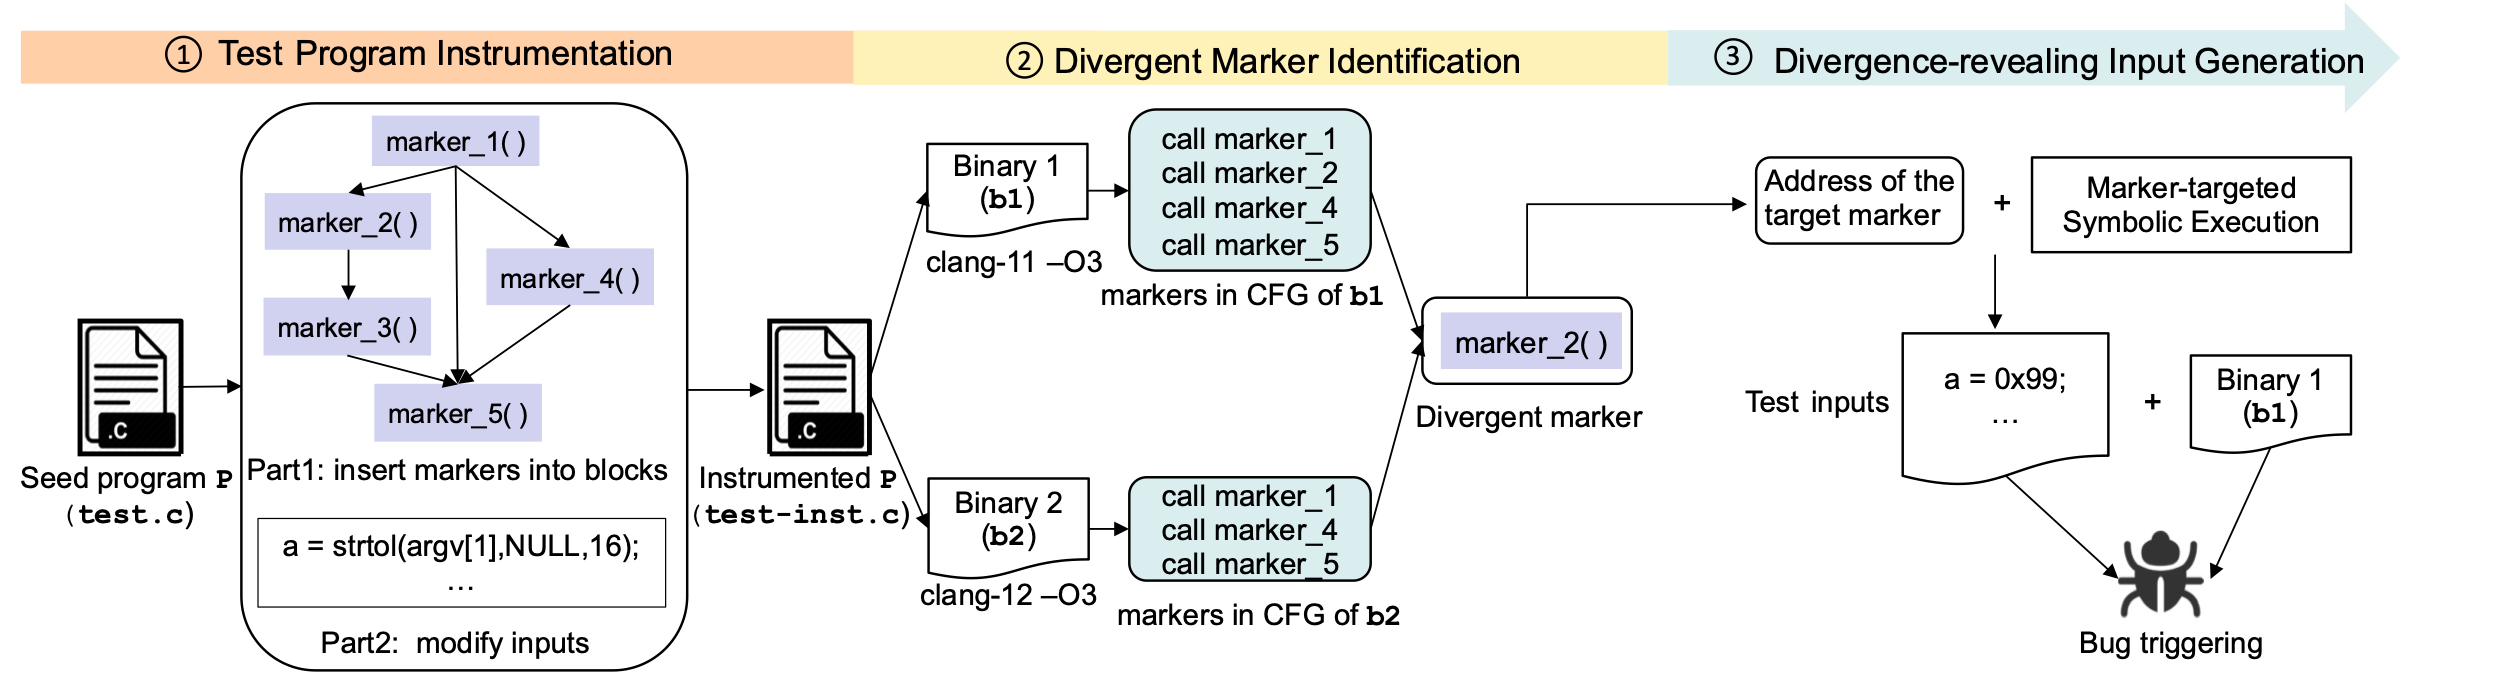 ① Test Program Instrumentation
② Divergent Marker Identification
③ Divergence-revealing Input Generation
marker_1( )
marker_2( )
marker_4( )
marker_3( )
marker_5( )
Part1: insert markers into blocks
a = strtol(argv[1],NULL,16);
...
Part2: modify inputs
.C
Seed program P
(test.c)
.C
Instrumented P
(test-inst.c)
Binary 1
(b1)
clang-11 –O3
call marker_1
call marker_2
call marker_4
call marker_5
markers in CFG of b1
Binary 2
(b2)
clang-12 –O3
call marker_1
call marker_4
call marker_5
markers in CFG of b2
marker_2( )
Divergent marker
Address of the
target marker
+
Marker-targeted
Symbolic Execution
Test inputs
a = 0x99;
...
+
Binary 1
(b1)
Bug triggering